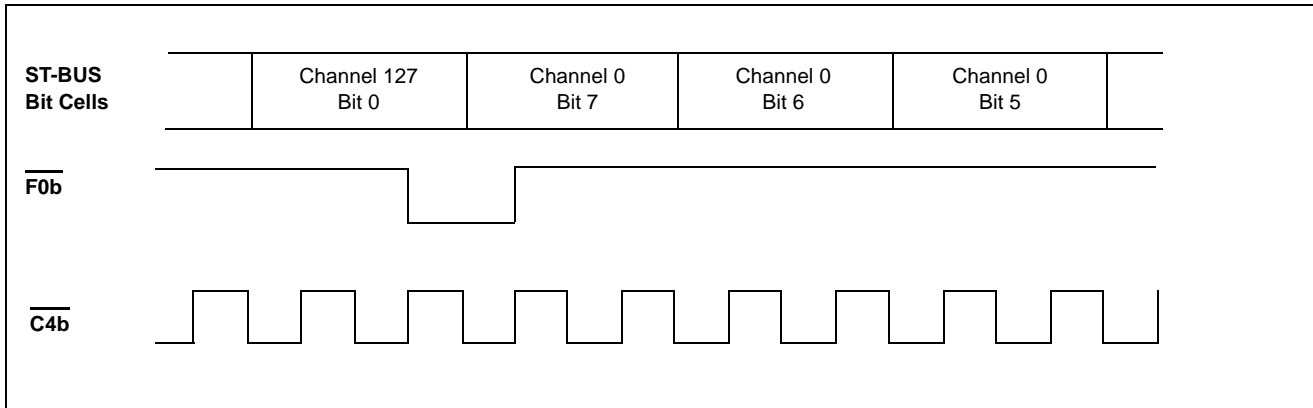 ST-BUS
Bit Cells
Channel 127
Bit 0
Channel 0
Bit 7
Channel 0
Bit 6
Channel 0
Bit 5
F0b
C4b